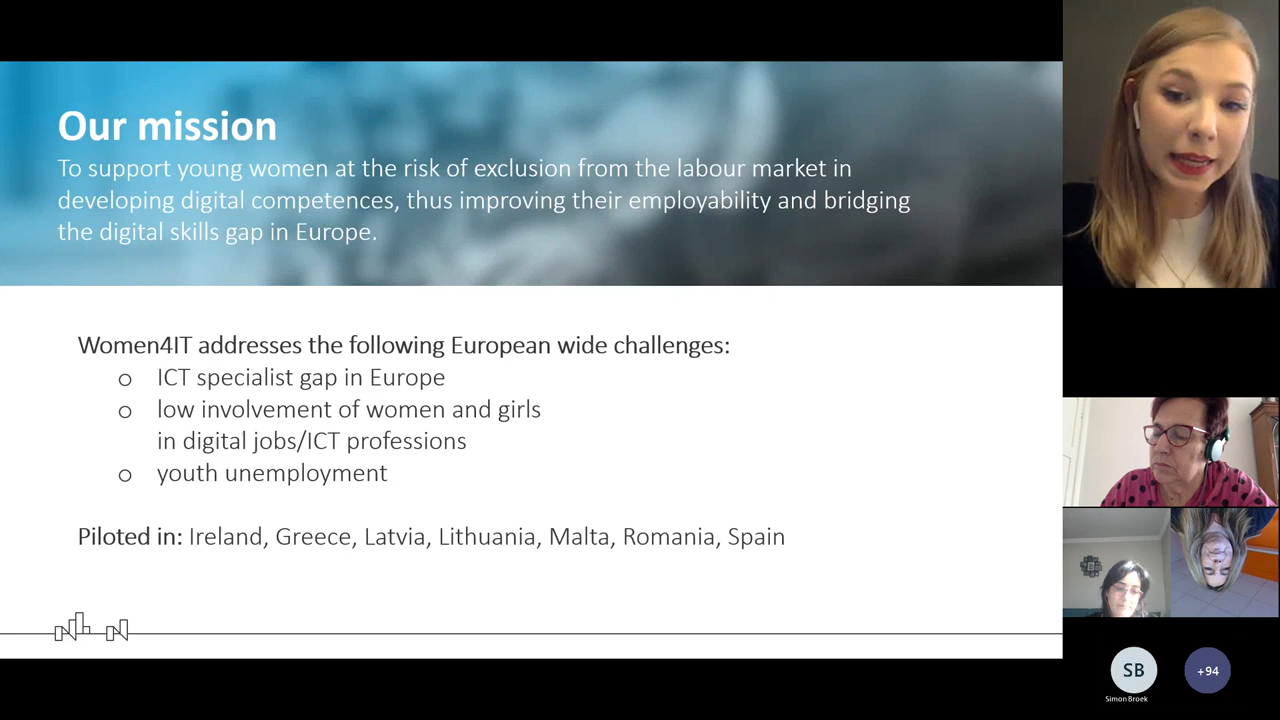 Our mission
To support young women at the risk of exclusion from the labour market in
developing digital competences, thus improving their employability and bridging
the digital skills gap in Europe.
Women4IT addresses the following European wide challenges:
o ICT specialist gap in Europe
o low involvement of women and girls
in digital jobs/ICT professions
o youth unemployment
Piloted in: Ireland, Greece, Latvia, Lithuania, Malta, Romania, Spain
SB
+94
Simon Broek